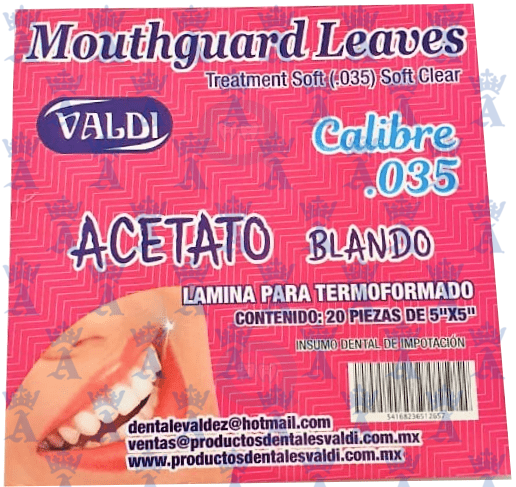 Mouthguard Leaves
Treatment Soft (.035) Soft Clear
VALDI
Calibre
.035
ACETATO BLANDO
LAMINA PARA TERMOFORMADO
CONTENIDO: 20 PIEZAS DE 5"X5"
INSUMO DENTAL DE IMPOTACIÓN
dentalevaldez@hotmail.com
ventas@productosdentalesvaldi.com.mx
www.productosdentalesvaldi.com.mx